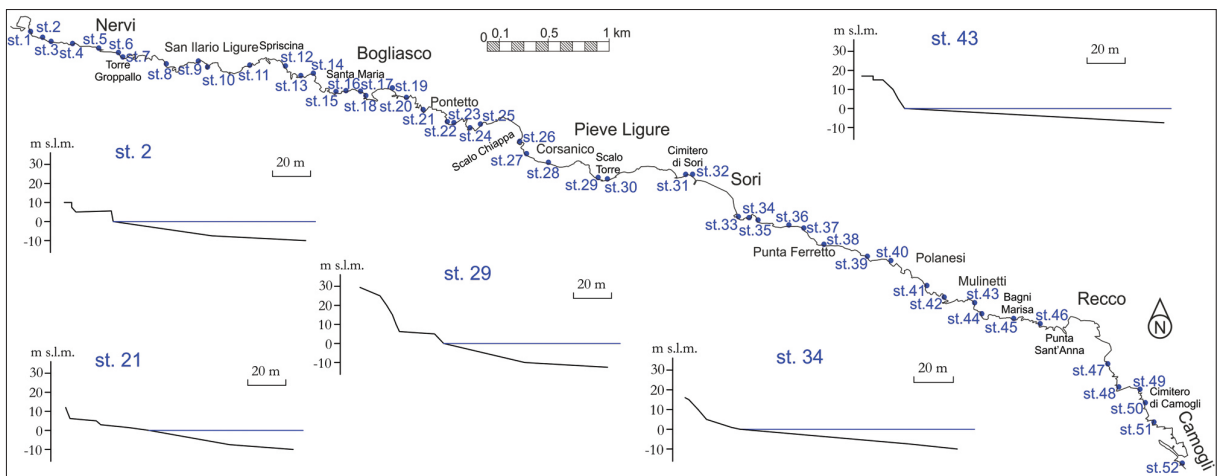 st.1
st.2
st.3
st.4
Nervi
st.5
st.6
st.7
Torre
Groppallo
San Ilario Ligure
st.8
st.9
st.10
st.11
Spriscina
st.12
st.13
st.14
Bogliasco
Santa Maria
st.15
st.16
st.17
st.18
st.19
st.20
Pontetto
st.21
st.22
st.23
st.24
st.25
Scalo Chiappa
st.26
st.27
Corsanico
st.28
Pieve Ligure
Scalo
Torre
st.29
st.30
Cimitero
di Sori
st.31
st.32
Sori
st.33
st.34
st.35
st.36
st.37
st.38
Punta Ferretto
st.39
st.40
Polanesi
st.41
st.42
Mulinetti
st.43
st.44
Bagni
Marisa
st.45
st.46
Recco
Punta
Sant'Anna
st.47
st.48
st.49
Cimitero
di Camogli
st.50
st.51
Camogli
st.52
N
0 0.1 0.5 1 km
st. 43
m s.l.m.
20 m
30
20
10
0
-10
st. 2
m s.l.m.
20 m
30
20
10
0
-10
st. 29
m s.l.m.
20 m
30
20
10
0
-10
st. 21
m s.l.m.
20 m
30
20
10
0
-10
st. 34
m s.l.m.
20 m
30
20
10
0
-10